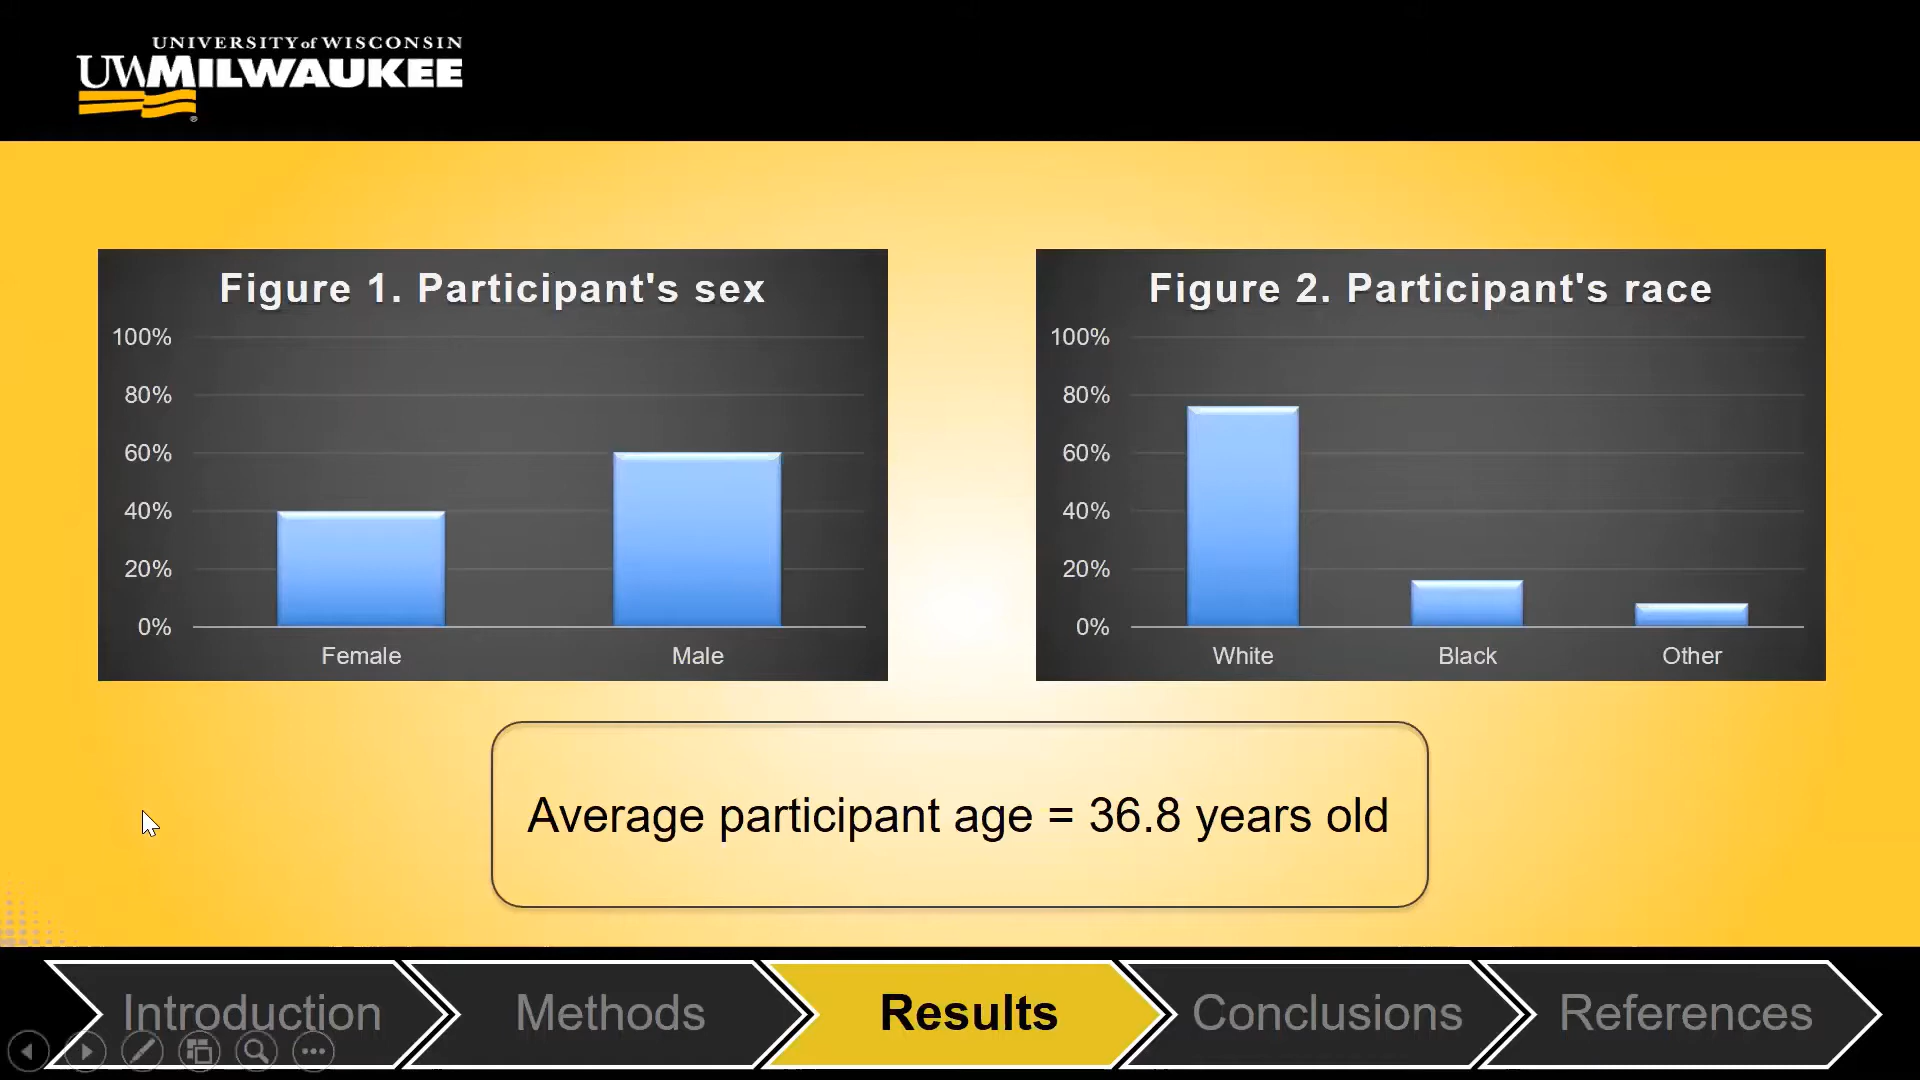 UNIVERSITY of WISCONSIN
UWMILWAUKEE
®
Figure 1. Participant's sex
100%
80%
60%
40%
20%
0%
Female Male
Figure 2. Participant's race
100%
80%
60%
40%
20%
0%
White Black Other
Average participant age = 36.8 years old
Introduction Methods Results Conclusions References